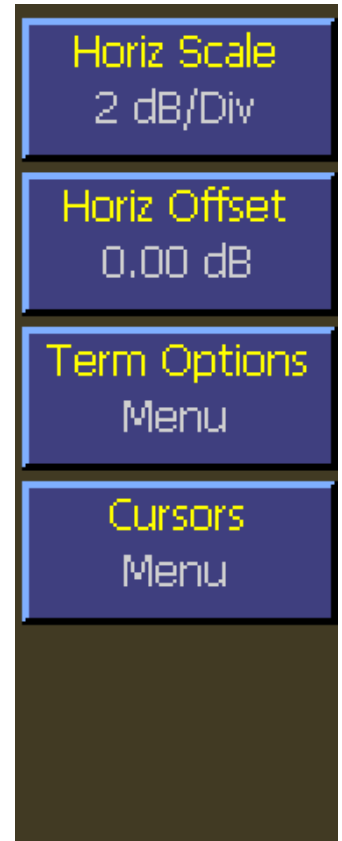 Horiz Scale
2 dB/Div
Horiz Offset
0.00 dB
Term Options
Menu
Cursors
Menu